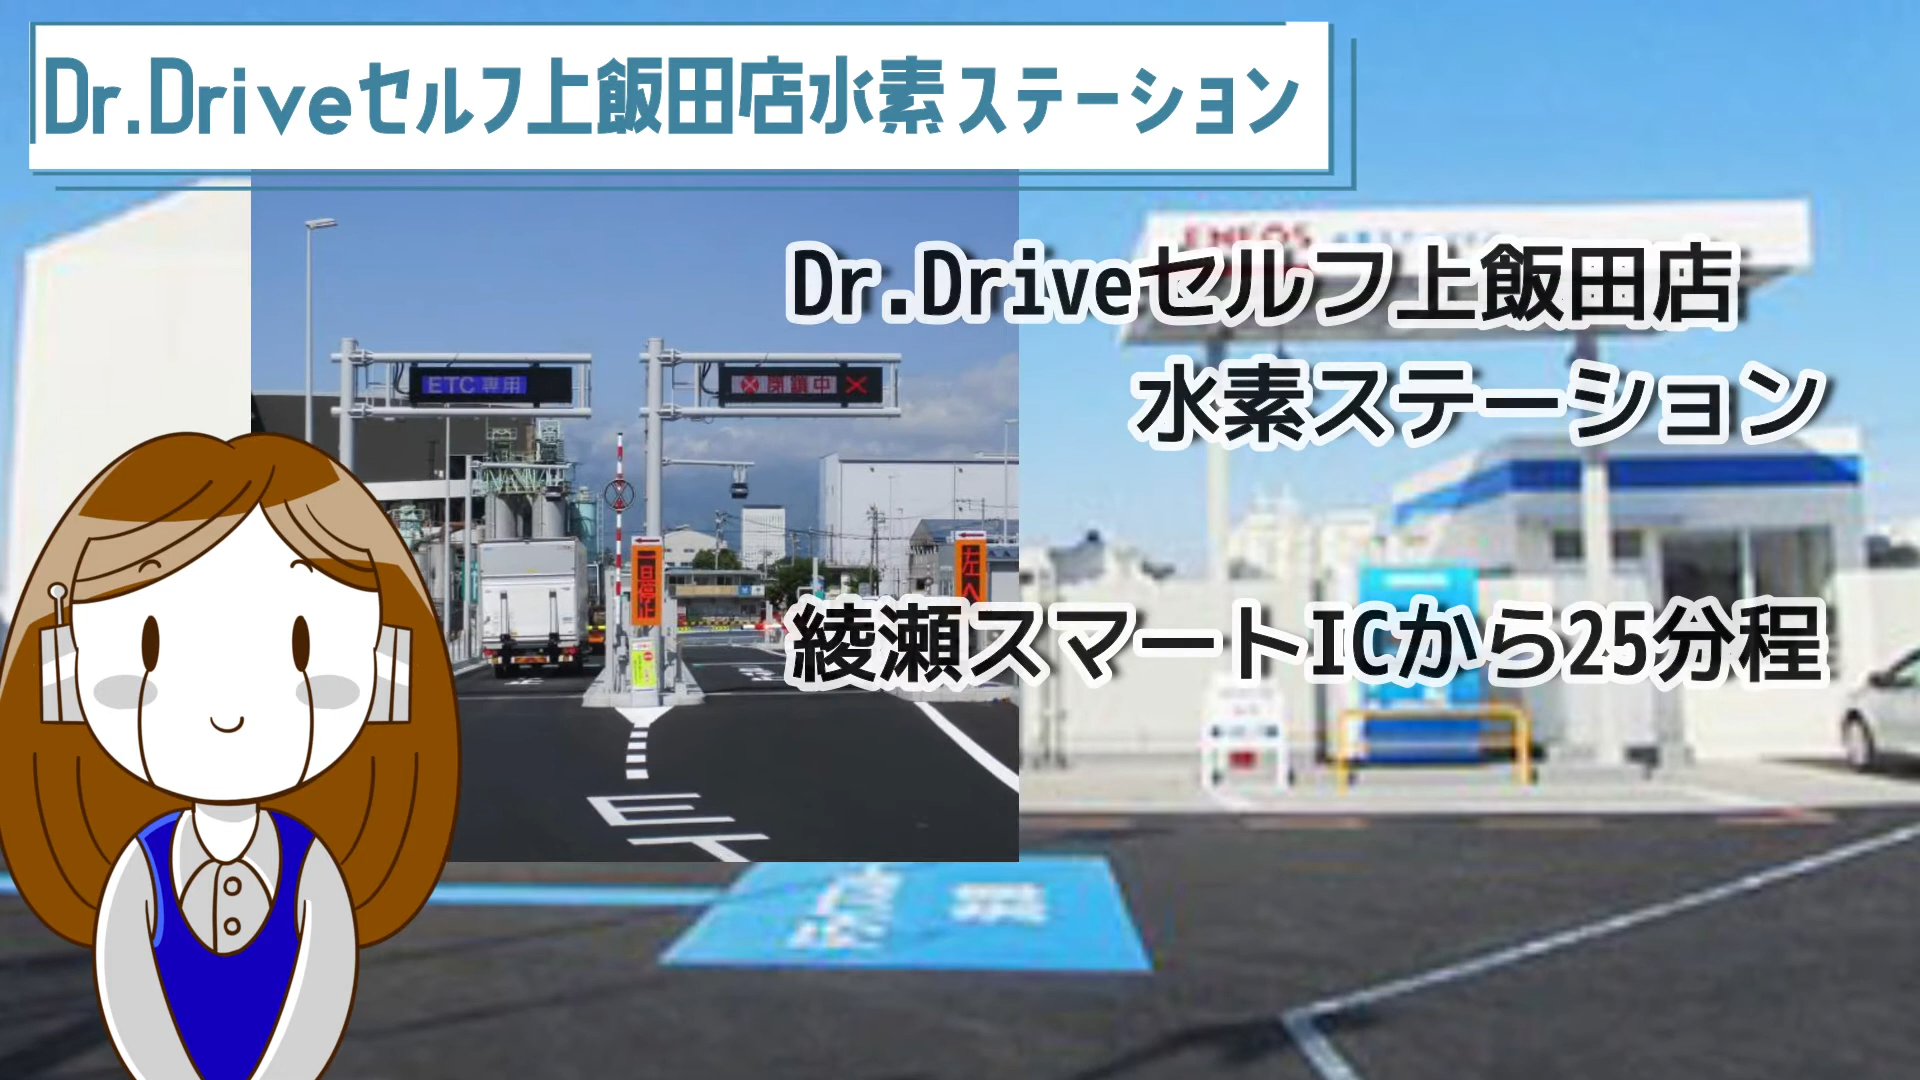 Dr.Driveセルフ上飯田店水素ステーション
ENEOS
Dr.Driveセルフ上飯田店
水素ステーション
ETC専用
閉鎖中
一旦停止
左へ
綾瀬スマートICから25分程